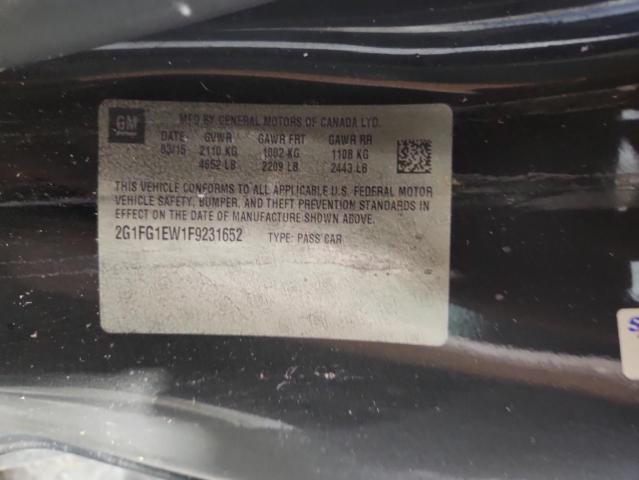 GM
MFD BY GENERAL MOTORS OF CANADA LTD.
DATE GVWR GAWR FRT GAWR RR
03/15 2110 KG 1002 KG 1108 KG
4652 LB 2209 LB 2443 LB
THIS VEHICLE CONFORMS TO ALL APPLICABLE U.S. FEDERAL MOTOR
VEHICLE SAFETY, BUMPER, AND THEFT PREVENTION STANDARDS IN
EFFECT ON THE DATE OF MANUFACTURE SHOWN ABOVE.
2G1FG1EW1F9231652 TYPE: PASS CAR
S